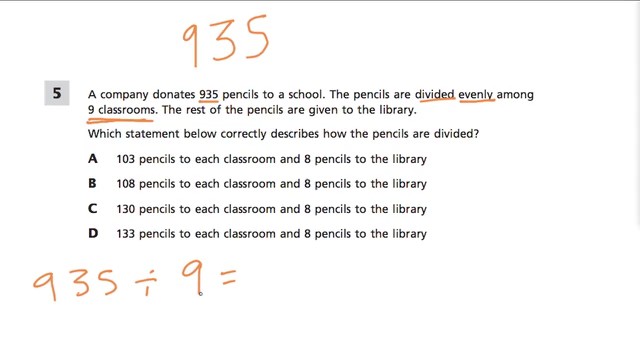 935
5 A company donates 935 pencils to a school. The pencils are divided evenly among
9 classrooms. The rest of the pencils are given to the library.
Which statement below correctly describes how the pencils are divided?
A 103 pencils to each classroom and 8 pencils to the library
B 108 pencils to each classroom and 8 pencils to the library
C 130 pencils to each classroom and 8 pencils to the library
D 133 pencils to each classroom and 8 pencils to the library
935 ÷ 9 =